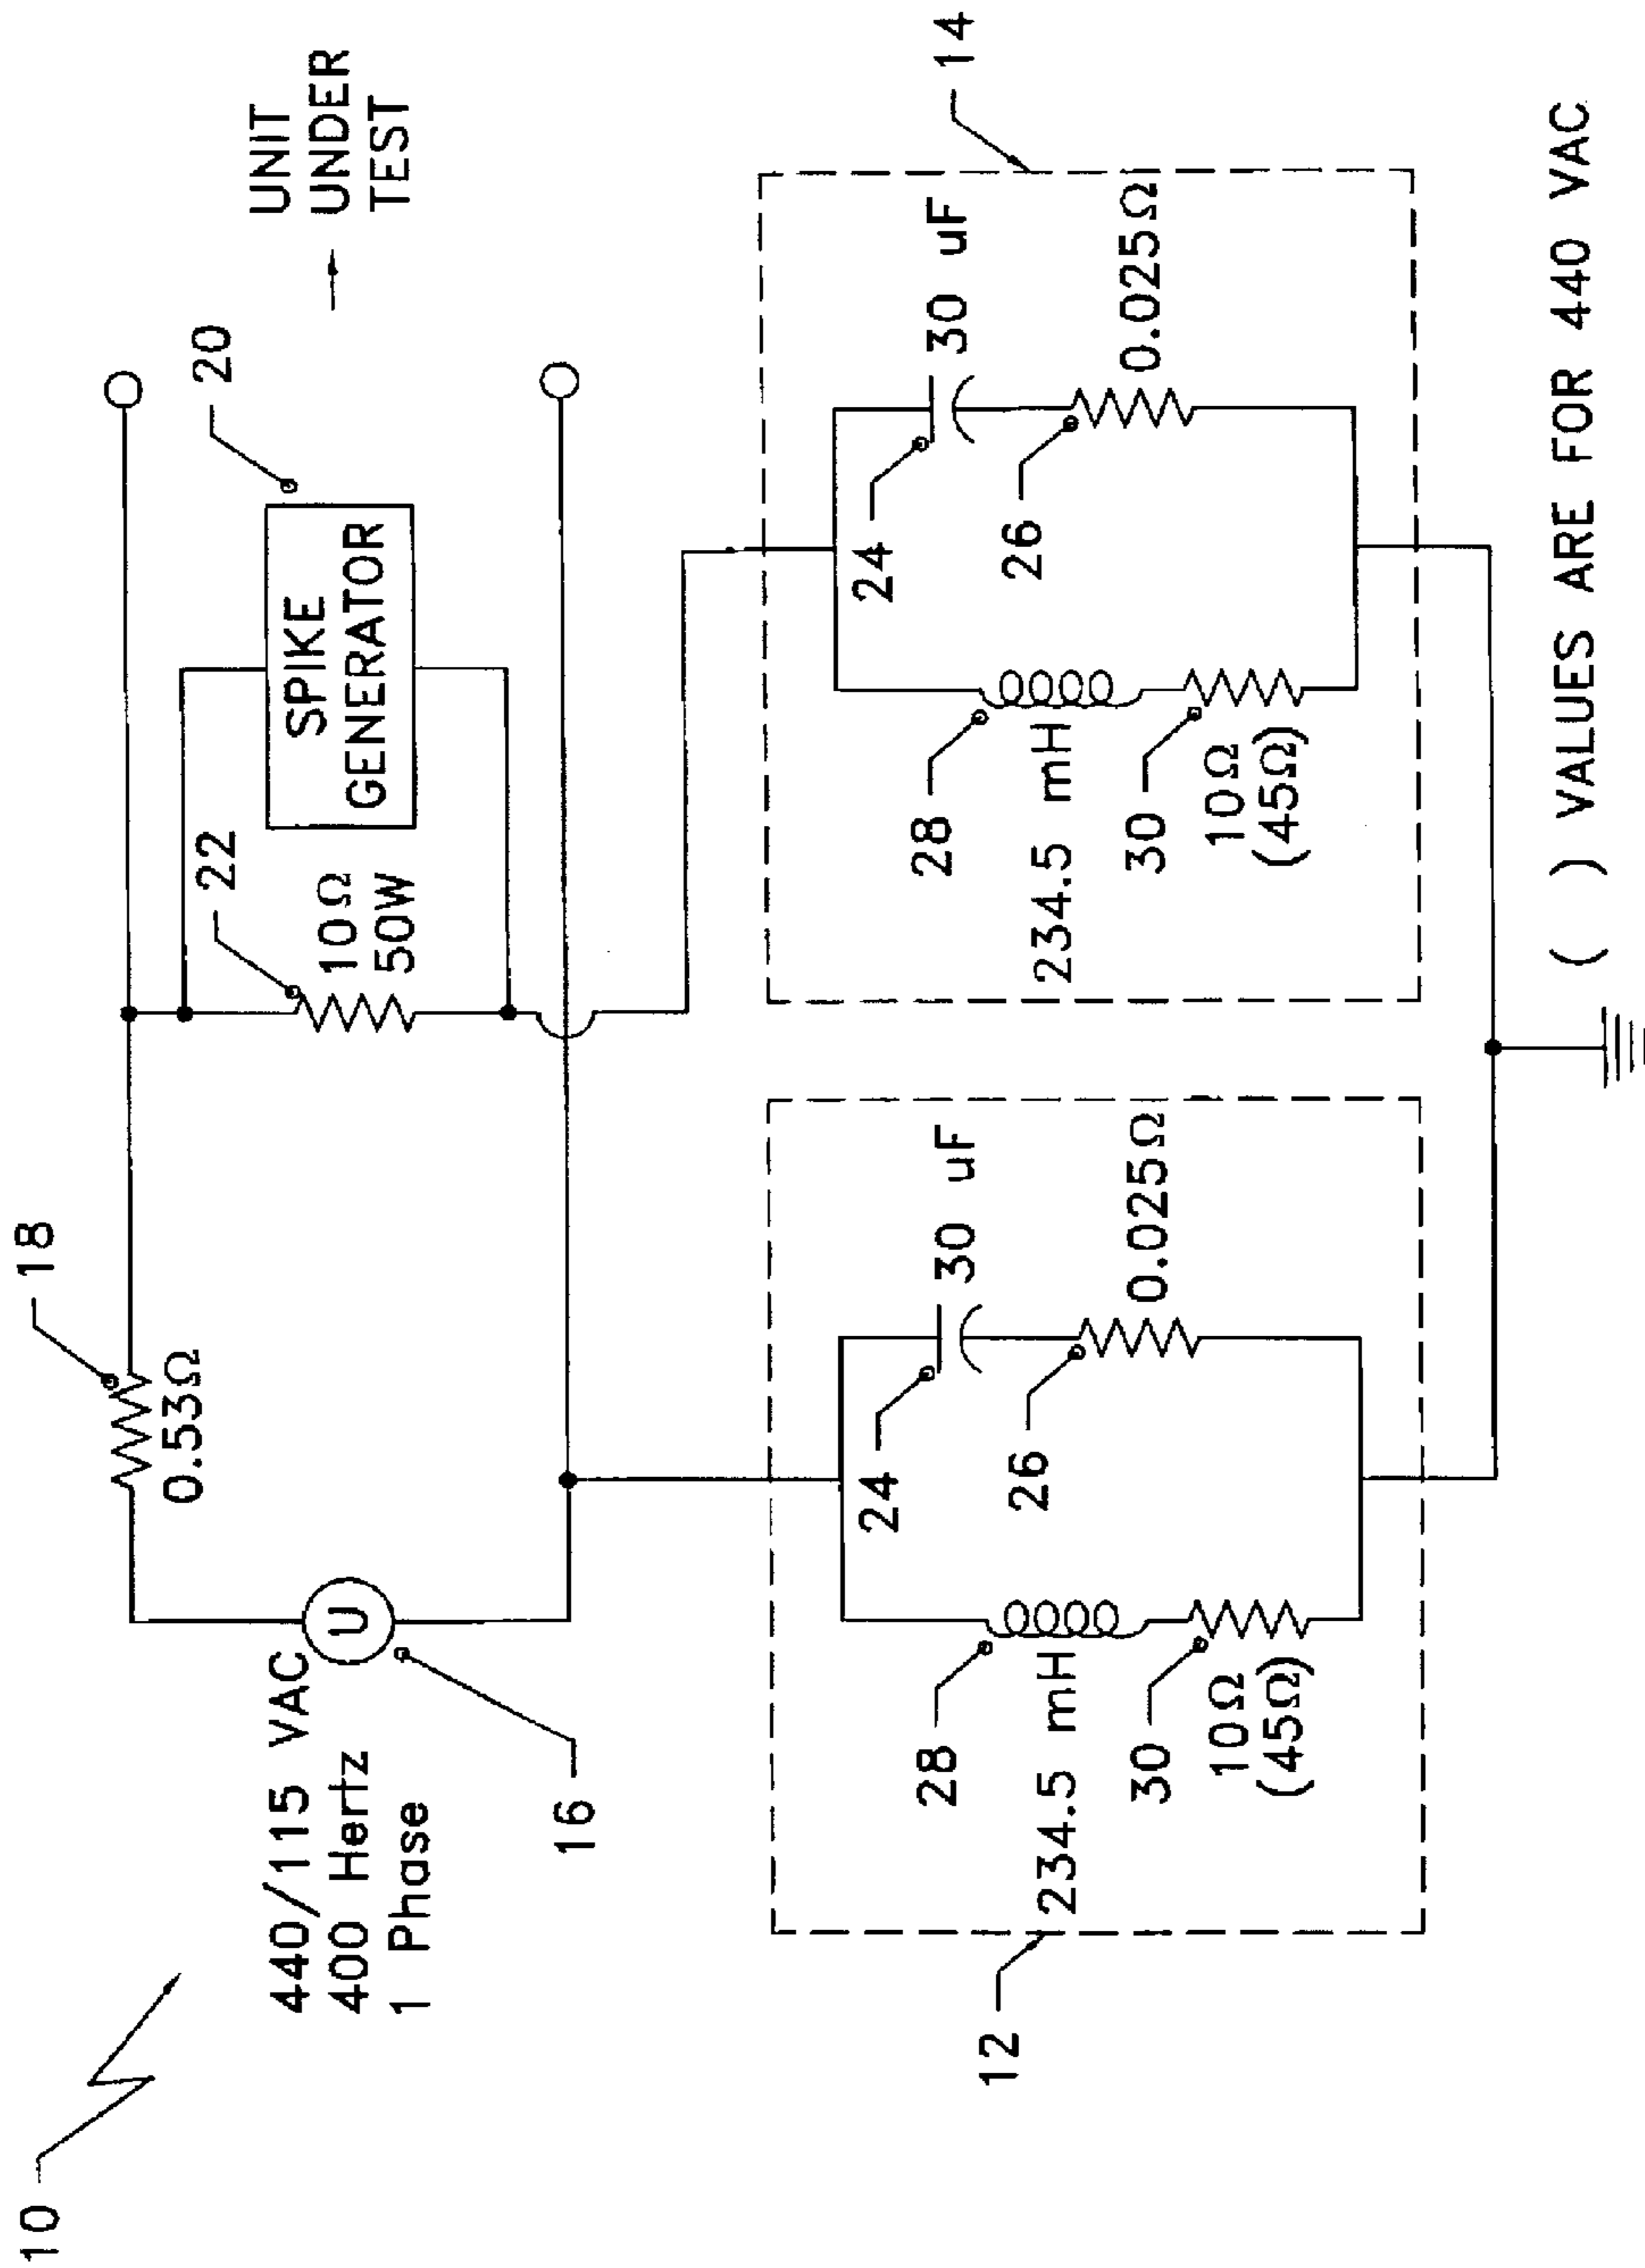 10
18
0.53Ω
440/115 VAC
400 Hertz
1 Phase
U
16
22
10Ω
50W
SPIKE
GENERATOR
20
UNIT
UNDER
TEST
12
24
30 uF
26
0.025Ω
28
234.5 mH
30
10Ω
(45Ω)
14
24
30 uF
26
0.025Ω
28
234.5 mH
30
10Ω
(45Ω)
( ) VALUES ARE FOR 440 VAC